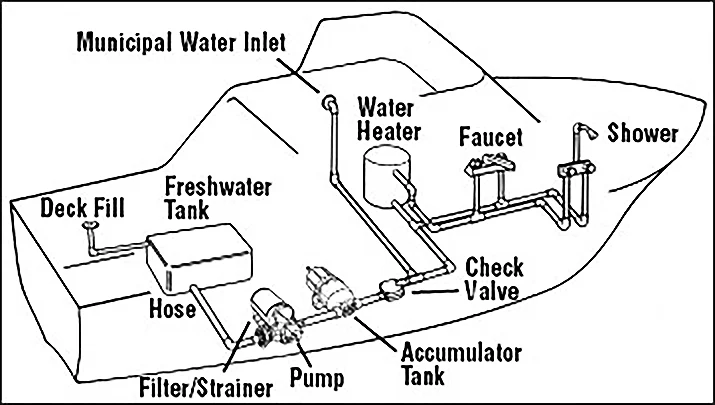 Municipal Water Inlet
Water
Heater
Faucet
Shower
Freshwater
Tank
Deck Fill
Hose
Check
Valve
Accumulator
Tank
Pump
Filter/Strainer